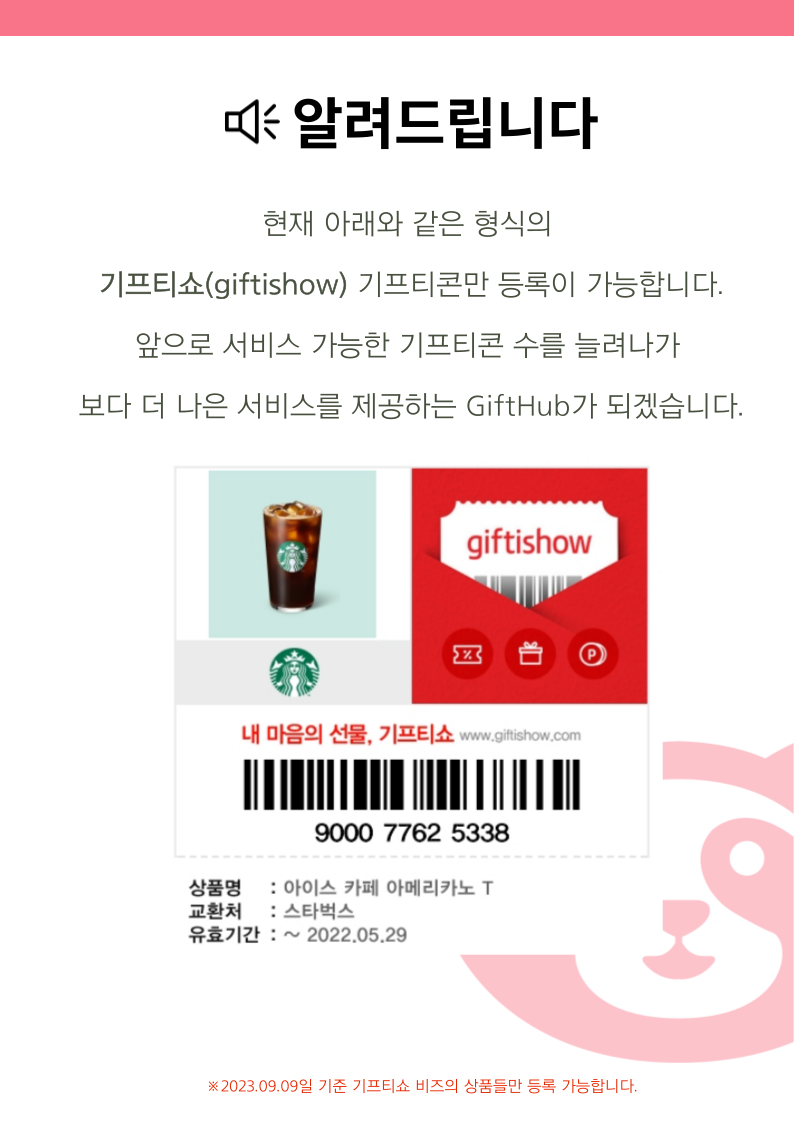 알려드립니다
현재 아래와 같은 형식의
기프티쇼(giftishow) 기프티콘만 등록이 가능합니다.
앞으로 서비스 가능한 기프티콘 수를 늘려나가
보다 더 나은 서비스를 제공하는 GiftHub가 되겠습니다.
giftishow
P
내 마음의 선물, 기프티쇼 www.giftishow.com
9000 7762 5338
상품명 : 아이스 카페 아메리카노 T
교환처 : 스타벅스
유효기간 : ~ 2022.05.29
※2023.09.09일 기준 기프티쇼 비즈의 상품들만 등록 가능합니다.